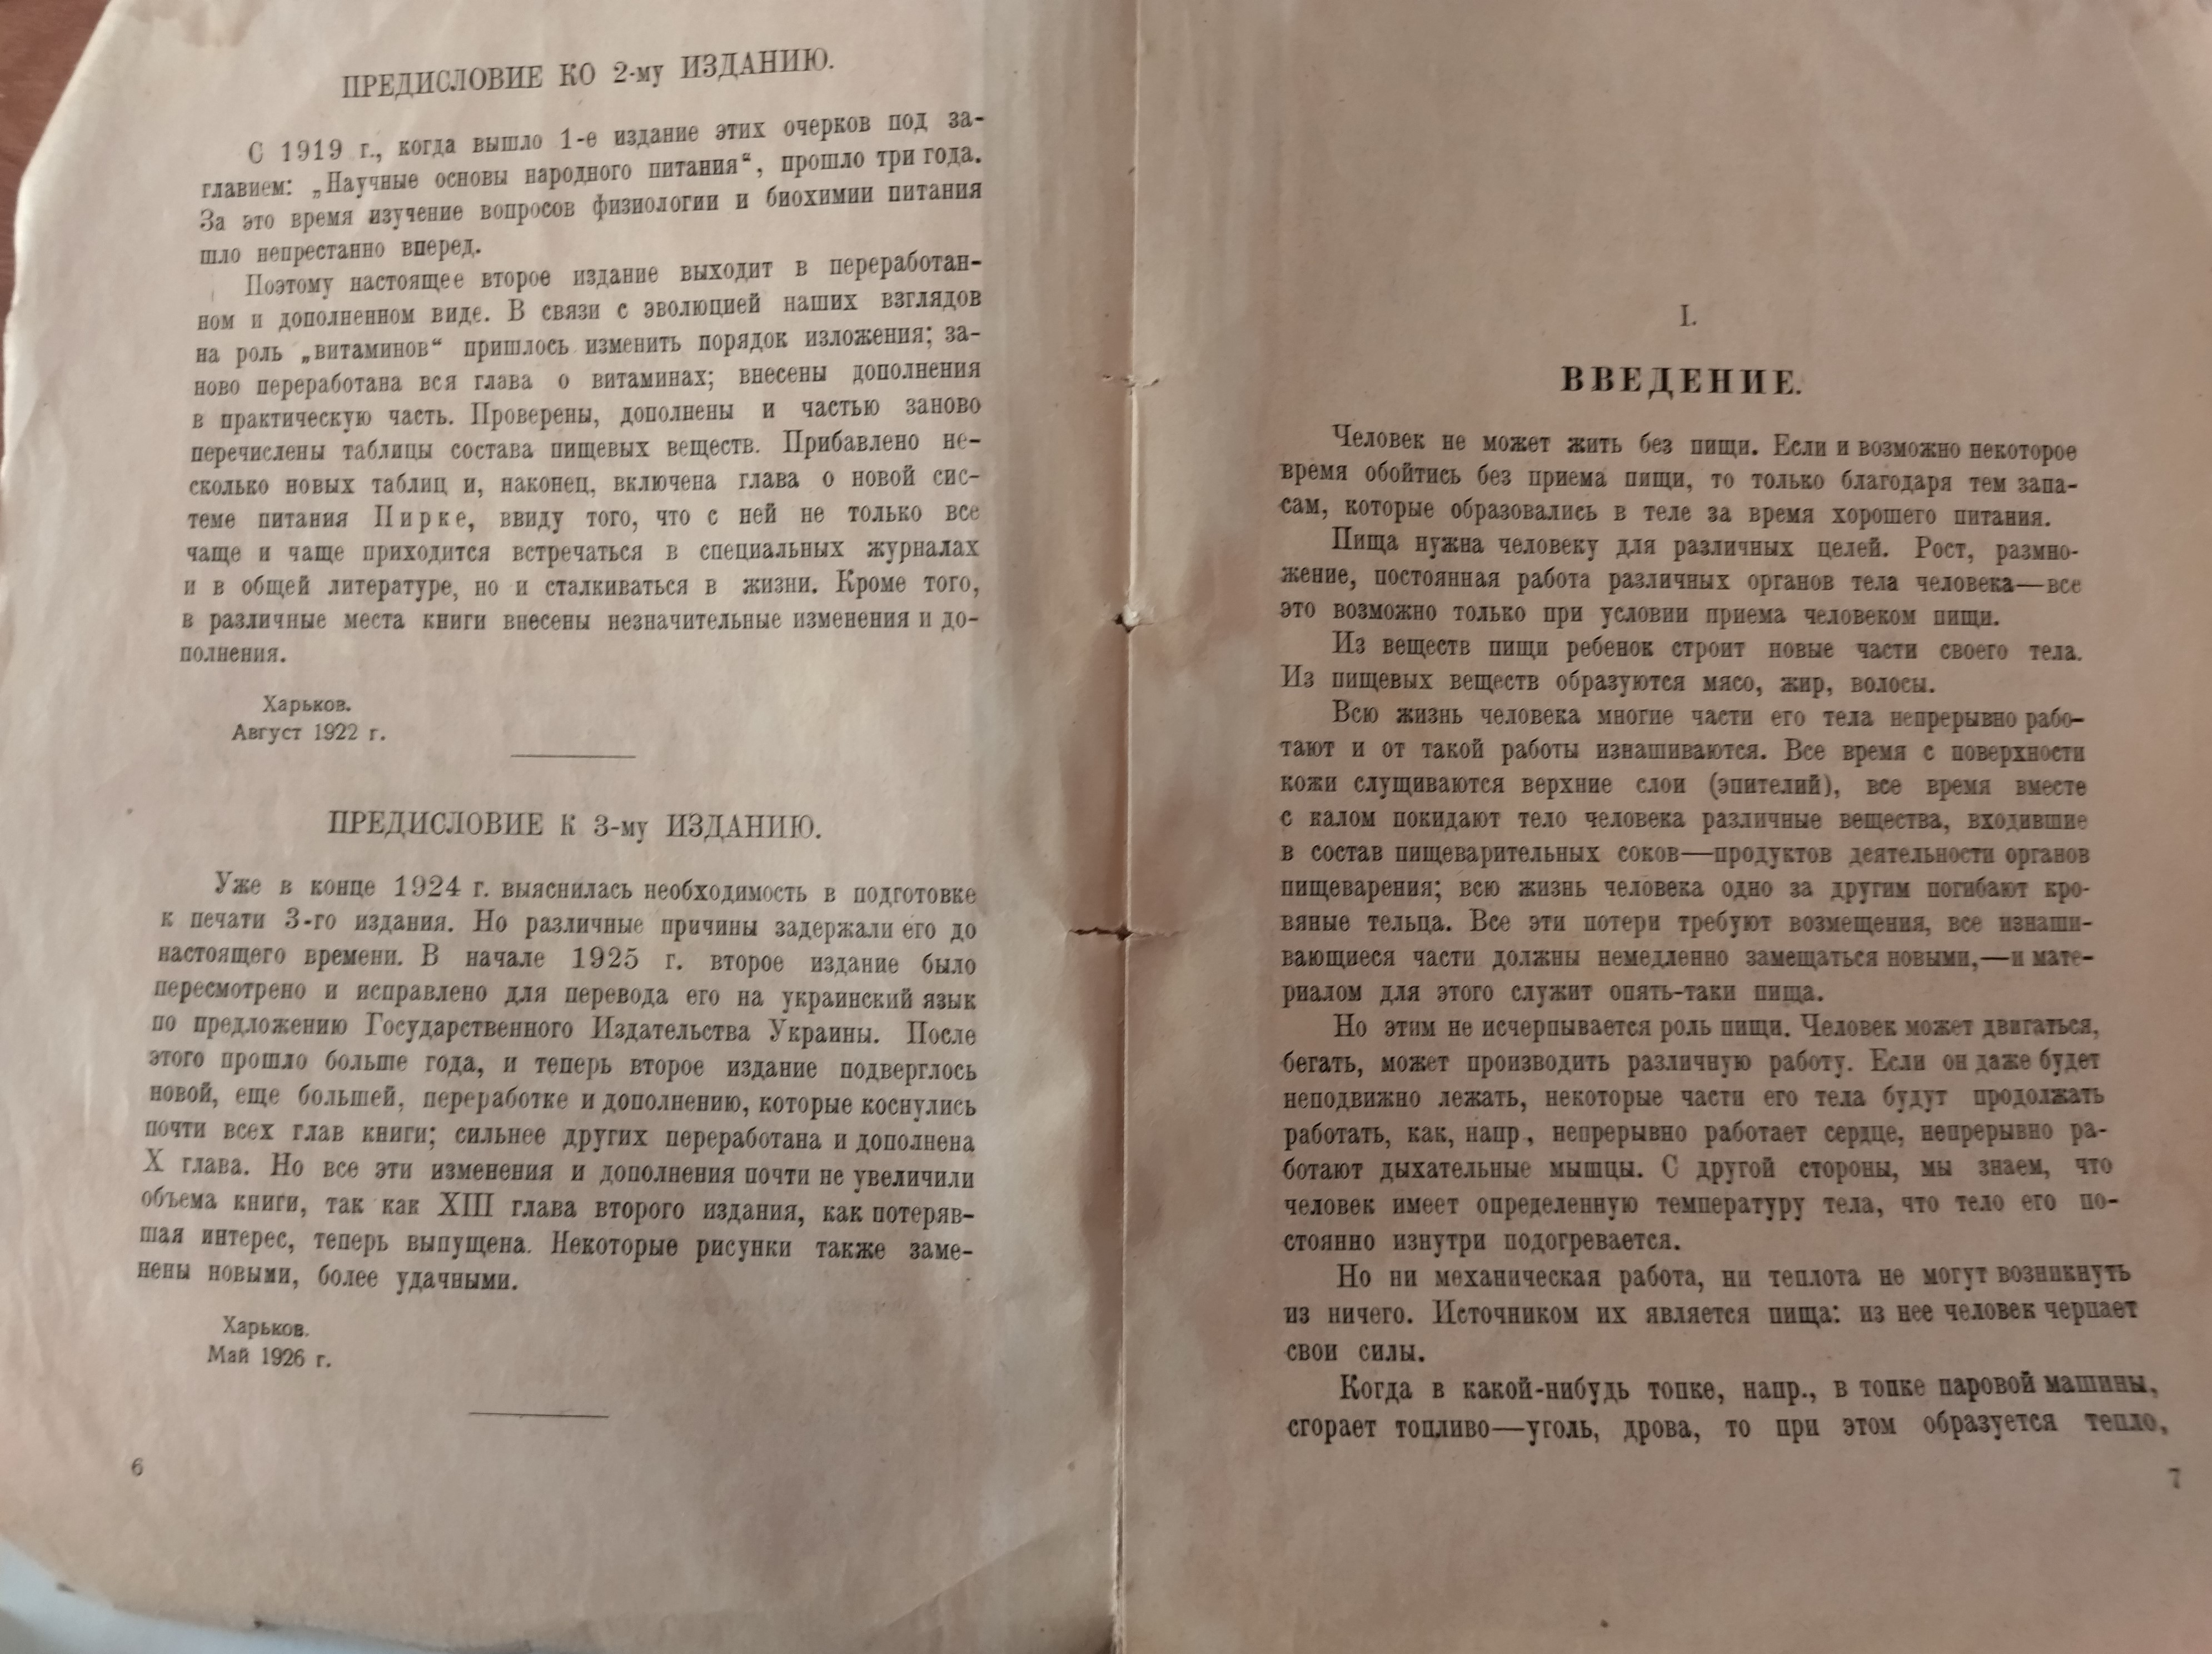 ПРЕДИСЛОВИЕ КО 2-му ИЗДАНИЮ.
С 1919 г., когда вышло 1-е издание этих очерков под за-
главием: „Научные основы народного питания“, прошло три года.
За это время изучение вопросов физиологии и биохимии питания
шло непрестанно вперед.
Поэтому настоящее второе издание выходит в переработан-
ном и дополненном виде. В связи с эволюцией наших взглядов
на роль „витаминов“ пришлось изменить порядок изложения; за-
ново переработана вся глава о витаминах; внесены дополнения
в практическую часть. Проверены, дополнены и частью заново
перечислены таблицы состава пищевых веществ. Прибавлено не-
сколько новых таблиц и, наконец, включена глава о новой сис-
теме питания Пирке, ввиду того, что с ней не только все
чаще и чаще приходится встречаться в специальных журналах
и в общей литературе, но и сталкиваться в жизни. Кроме того,
в различные места книги внесены незначительные изменения и до-
полнения.
Харьков.
Август 1922 г.
ПРЕДИСЛОВИЕ К 3-му ИЗДАНИЮ.
Уже в конце 1924 г. выяснилась необходимость в подготовке
к печати 3-го издания. Но различные причины задержали его до
настоящего времени. В начале 1925 г. второе издание было
пересмотрено и исправлено для перевода его на украинский язык
по предложению Государственного Издательства Украины. После
этого прошло больше года, и теперь второе издание подверглось
новой, еще большей, переработке и дополнению, которые коснулись
почти всех глав книги; сильнее других переработана и дополнена
X глава. Но все эти изменения и дополнения почти не увеличили
объема книги, так как XIII глава второго издания, как потеряв-
шая интерес, теперь выпущена. Некоторые рисунки также заме-
нены новыми, более удачными.
Харьков.
Май 1926 г.
6
I.
ВВЕДЕНИЕ.
Человек не может жить без пищи. Если и возможно некоторое
время обойтись без приема пищи, то только благодаря тем запа-
сам, которые образовались в теле за время хорошего питания.
Пища нужна человеку для различных целей. Рост, размно-
жение, постоянная работа различных органов тела человека—все
это возможно только при условии приема человеком пищи.
Из веществ пищи ребенок строит новые части своего тела.
Из пищевых веществ образуются мясо, жир, волосы.
Всю жизнь человека многие части его тела непрерывно рабо-
тают и от такой работы изнашиваются. Все время с поверхности
кожи слущиваются верхние слои (эпителий), все время вместе
с калом покидают тело человека различные вещества, входившие
в состав пищеварительных соков—продуктов деятельности органов
пищеварения; всю жизнь человека одно за другим погибают кро-
вяные тельца. Все эти потери требуют возмещения, все изнаши-
вающиеся части должны немедленно замещаться новыми,—и мате-
риалом для этого служит опять-таки пища.
Но этим не исчерпывается роль пищи. Человек может двигаться,
бегать, может производить различную работу. Если он даже будет
неподвижно лежать, некоторые части его тела будут продолжать
работать, как, напр., непрерывно работает сердце, непрерывно ра-
ботают дыхательные мышцы. С другой стороны, мы знаем, что
человек имеет определенную температуру тела, что тело его по-
стоянно изнутри подогревается.
Но ни механическая работа, ни теплота не могут возникнуть
из ничего. Источником их является пища: из нее человек черпает
свои силы.
Когда в какой-нибудь топке, напр., в топке паровой машины,
сгорает топливо—уголь, дрова, то при этом образуется тепло,
7